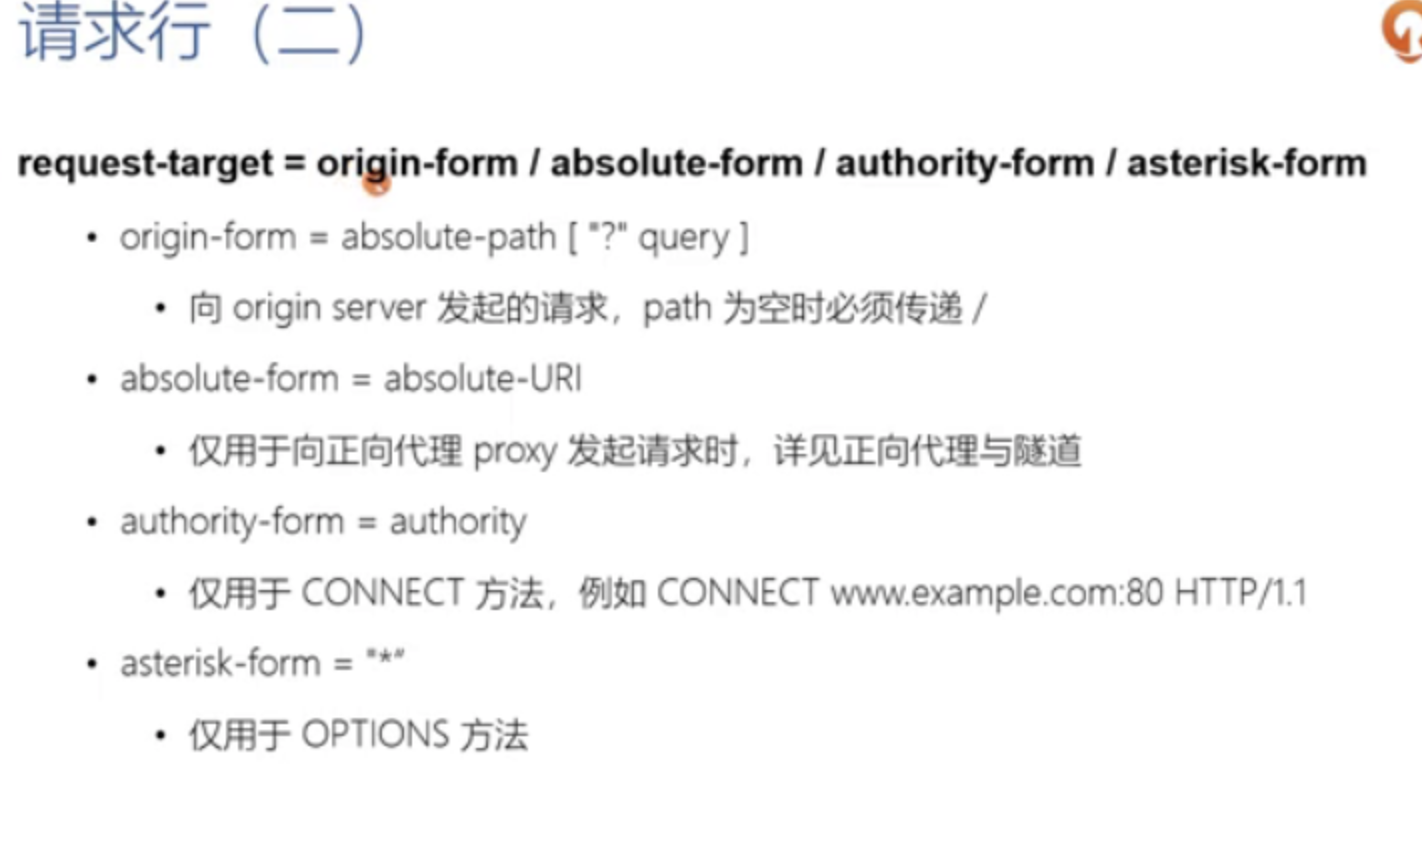 请求行（二）
request-target = origin-form / absolute-form / authority-form / asterisk-form
• origin-form = absolute-path [ "?" query ]
• 向 origin server 发起的请求，path 为空时必须传递 /
• absolute-form = absolute-URI
• 仅用于向正向代理 proxy 发起请求时，详见正向代理与隧道
• authority-form = authority
• 仅用于 CONNECT 方法，例如 CONNECT www.example.com:80 HTTP/1.1
• asterisk-form = "*“
• 仅用于 OPTIONS 方法